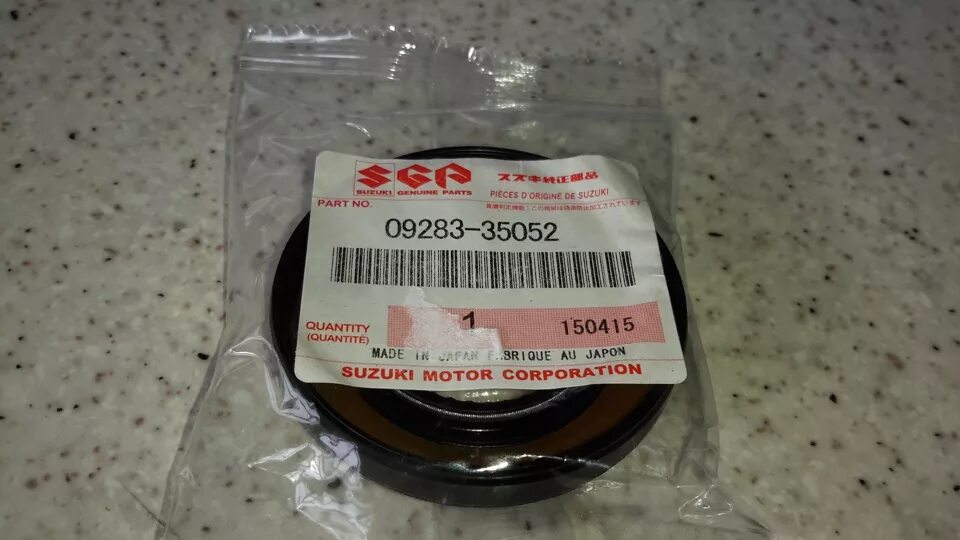 SGP
SUZUKI GENUINE PARTS
スズキ純正部品
PIÈCES D'ORIGINE DE SUZUKI
PART NO.
09283-35052
QUANTITY
(QUANTITÉ)
1
150415
MADE IN JAPAN FABRIQUE AU JAPON
SUZUKI MOTOR CORPORATION